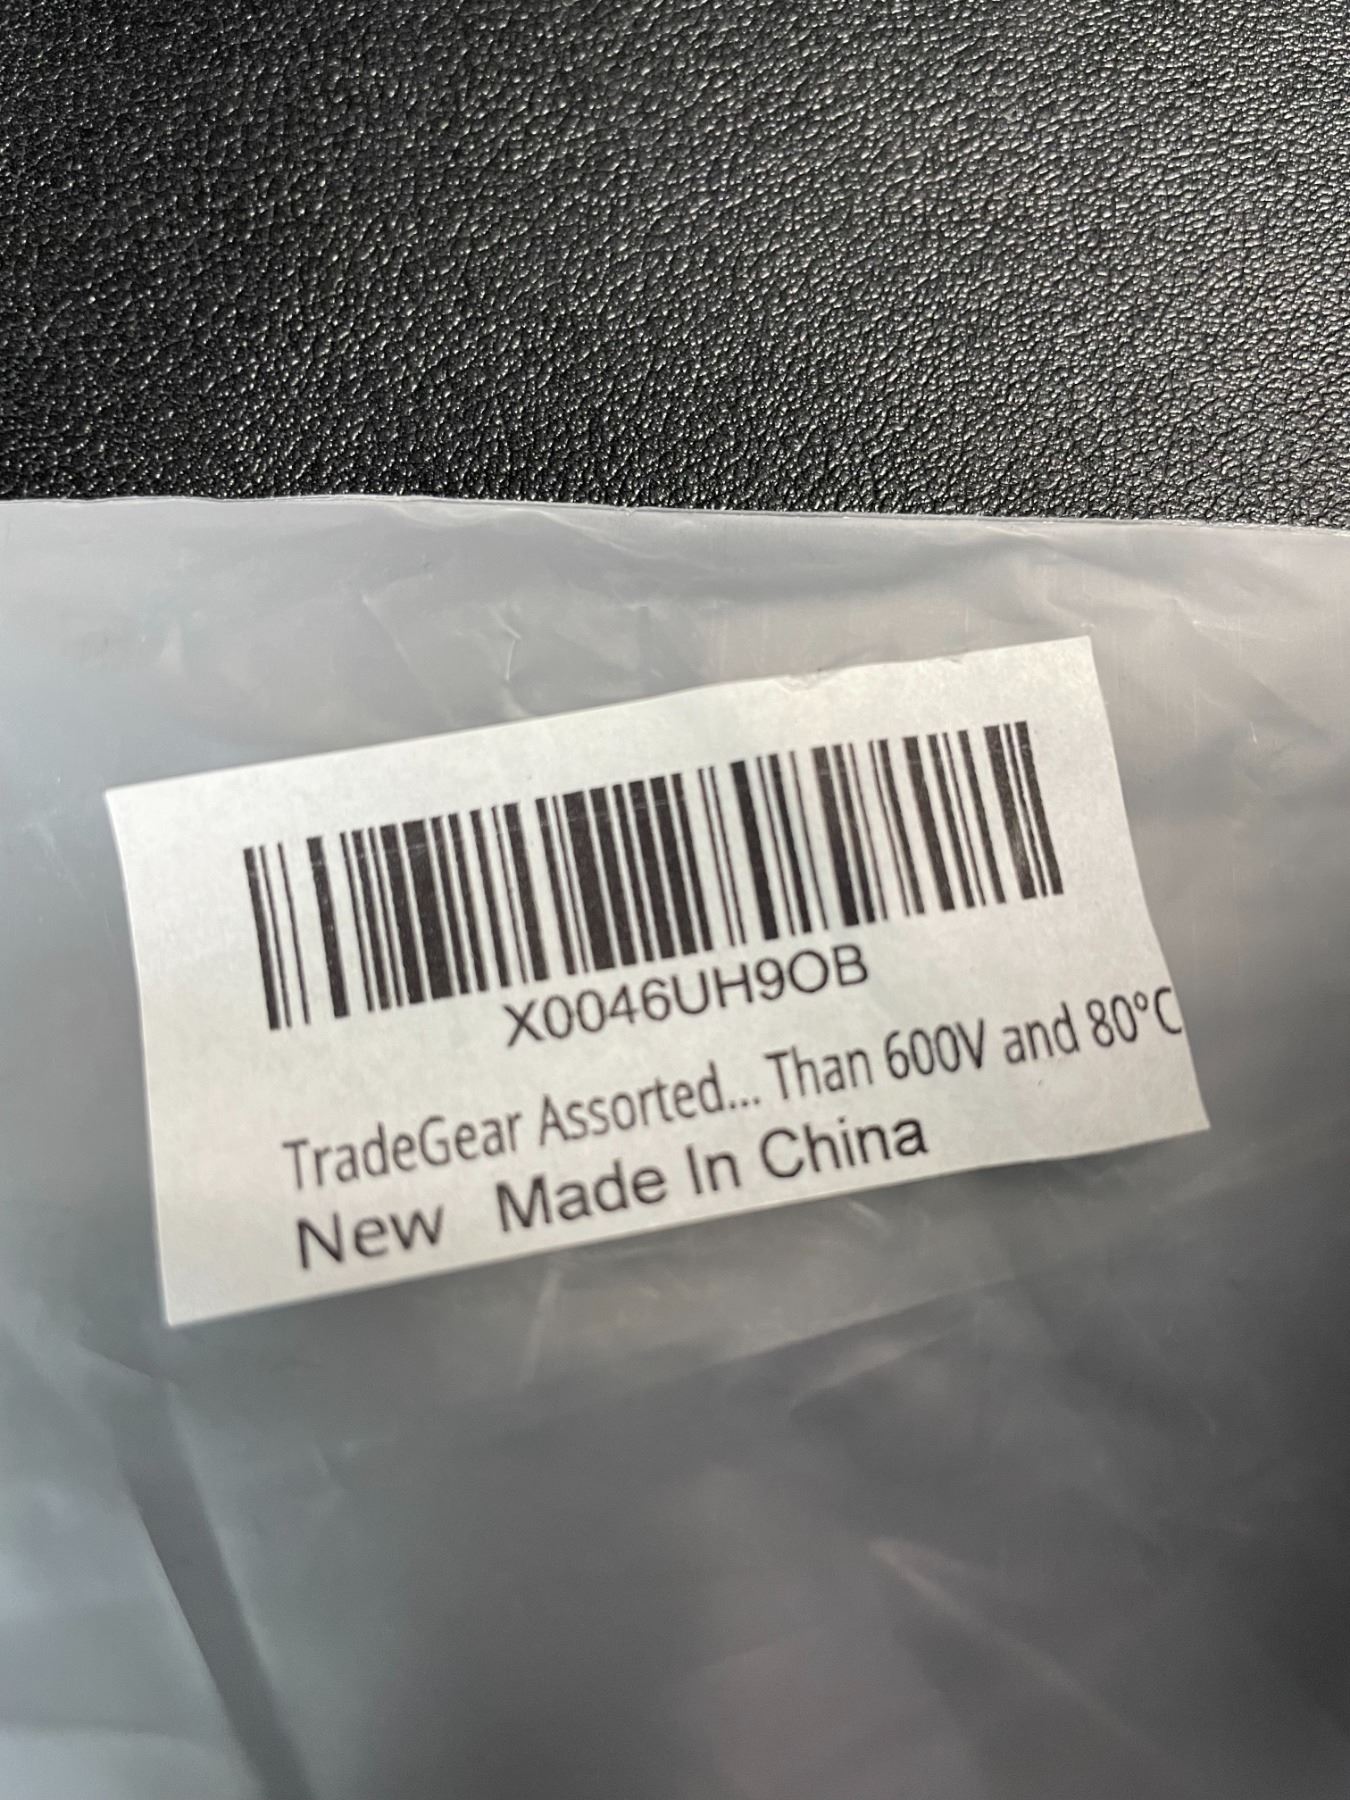 X0046UH9OB
TradeGear Assorted... Than 600V and 80°C
New Made In China